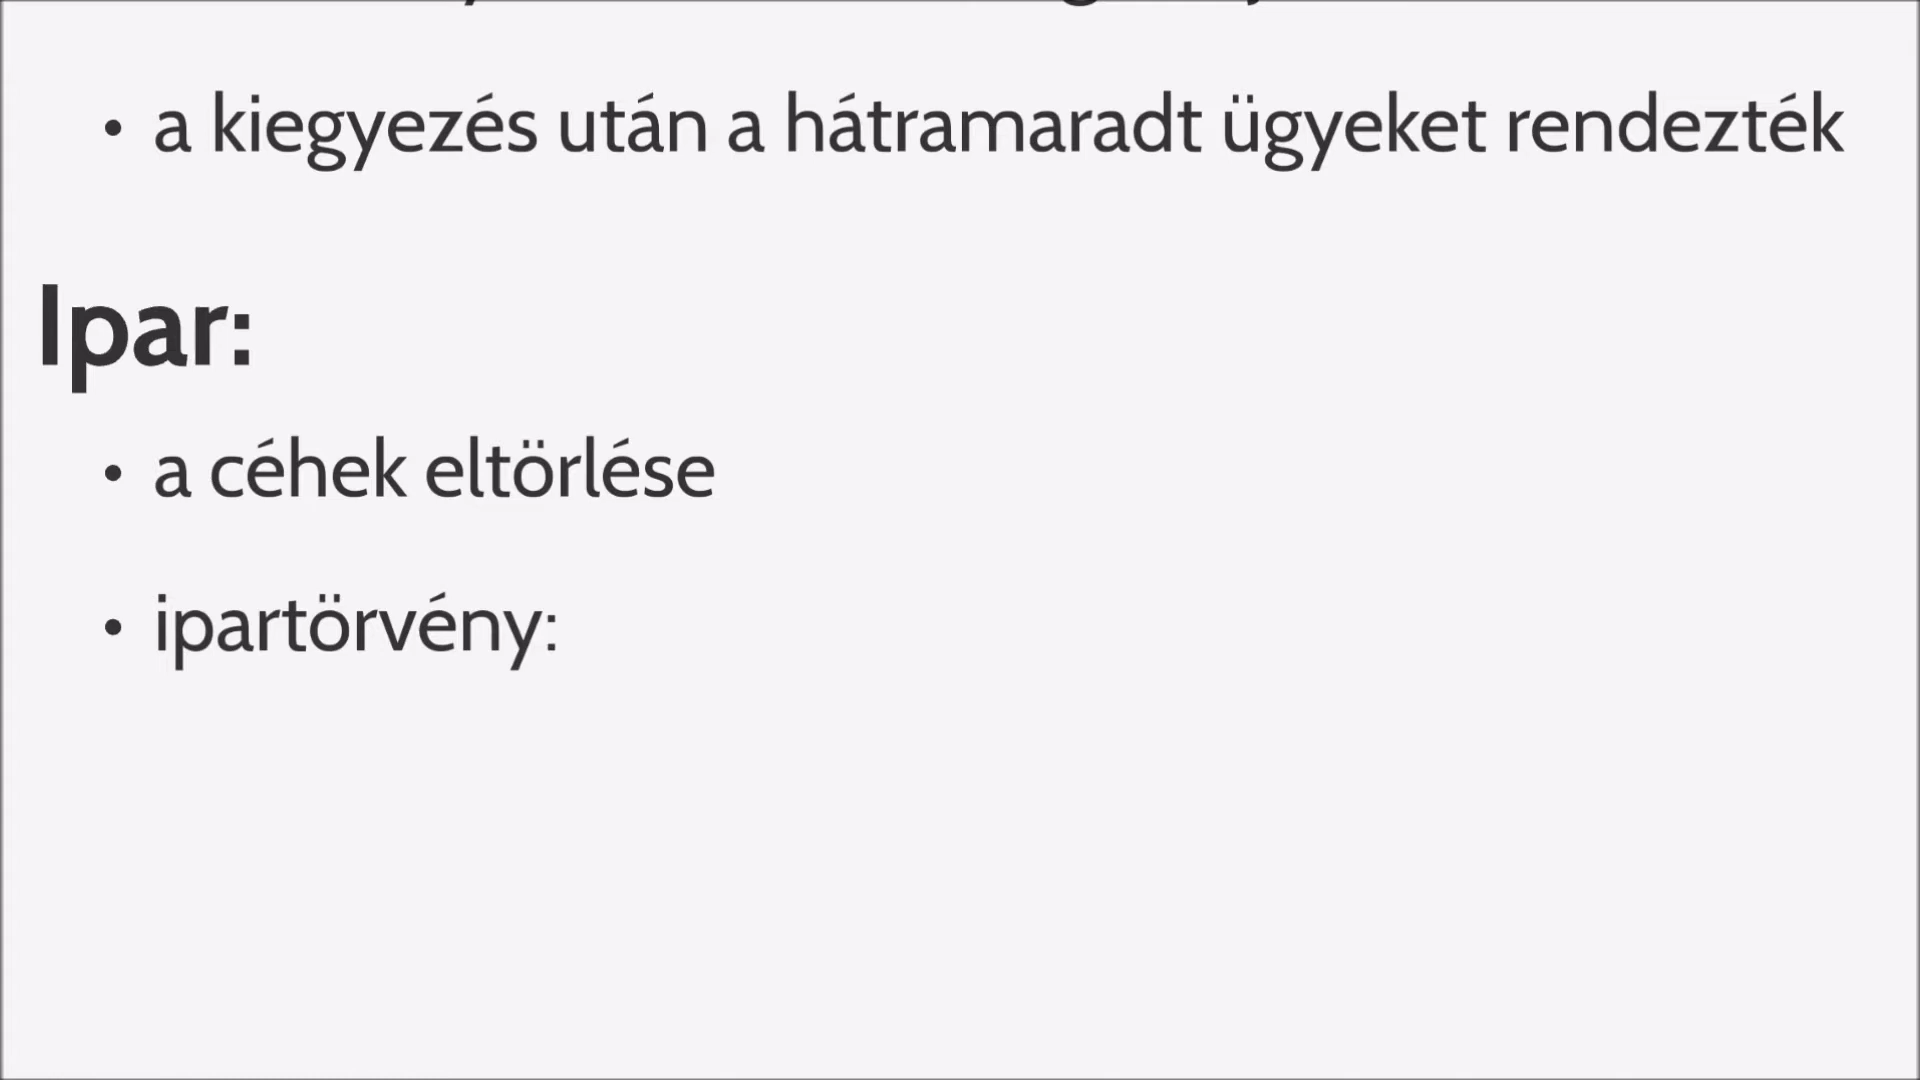 • a kiegyezés után a hátramaradt ügyeket rendezték
Ipar:
• a céhek eltörlése
• ipartörvény: